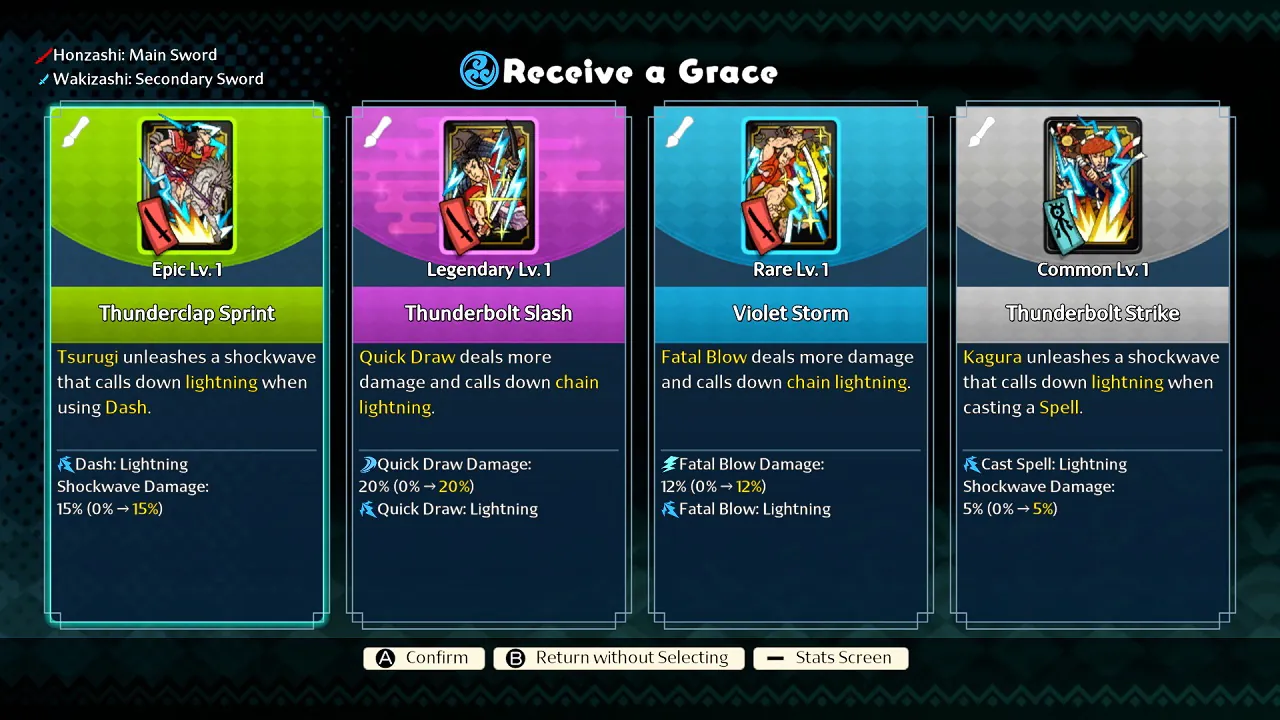 Honzashi: Main Sword
Wakizashi: Secondary Sword
Receive a Grace
Epic Lv. 1
Thunderclap Sprint
Tsurugi unleashes a shockwave
that calls down lightning when
using Dash.
Dash: Lightning
Shockwave Damage:
15% (0% → 15%)
Legendary Lv. 1
Thunderbolt Slash
Quick Draw deals more
damage and calls down chain
lightning.
Quick Draw Damage:
20% (0% → 20%)
Quick Draw: Lightning
Rare Lv. 1
Violet Storm
Fatal Blow deals more damage
and calls down chain lightning.
Fatal Blow Damage:
12% (0% → 12%)
Fatal Blow: Lightning
Common Lv. 1
Thunderbolt Strike
Kagura unleashes a shockwave
that calls down lightning when
casting a Spell.
Cast Spell: Lightning
Shockwave Damage:
5% (0% → 5%)
A Confirm
B Return without Selecting
Stats Screen